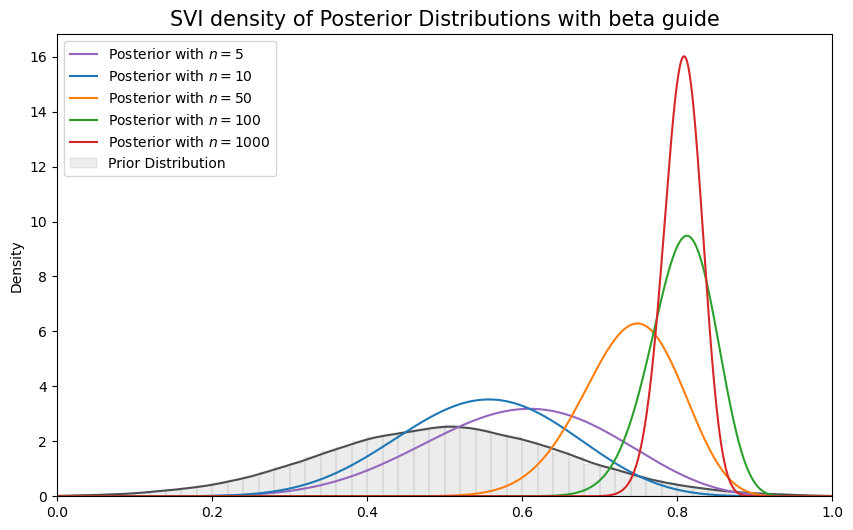 SVI density of Posterior Distributions with beta guide
Posterior with n = 5
Posterior with n = 10
Posterior with n = 50
Posterior with n = 100
Posterior with n = 1000
Prior Distribution
Density
16
14
12
10
8
6
4
2
0
0.0 0.2 0.4 0.6 0.8 1.0